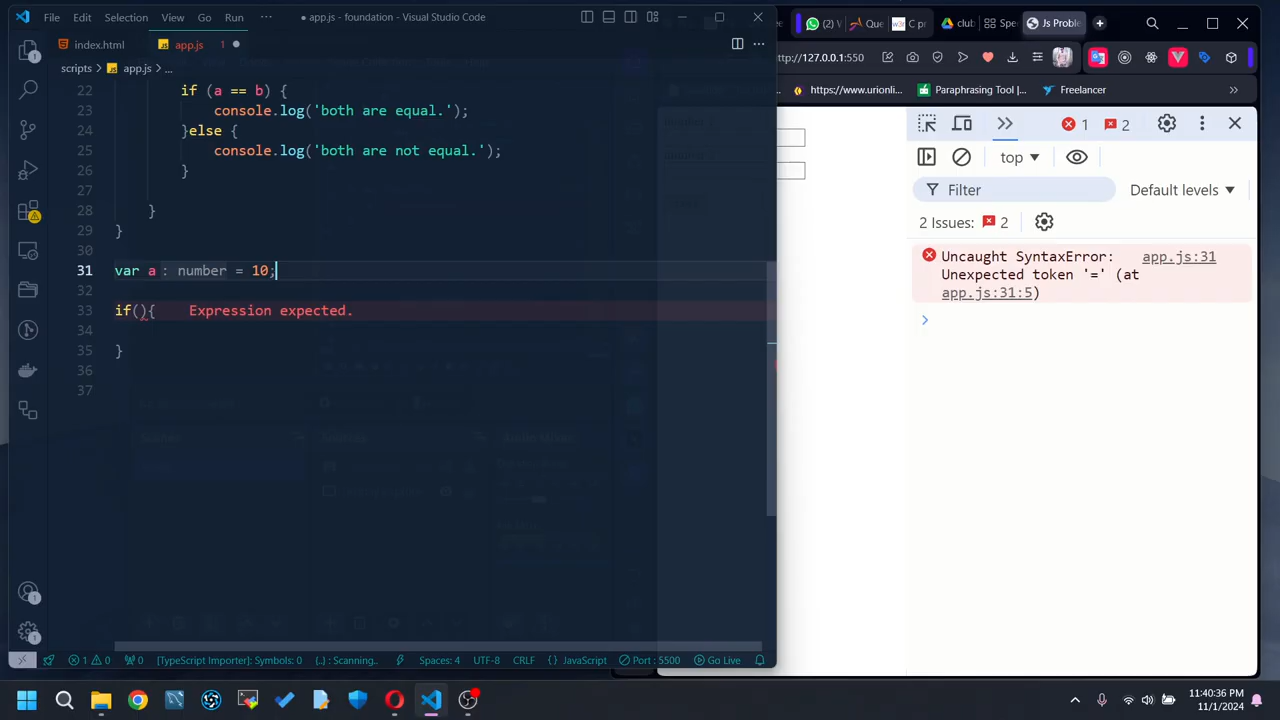 File Edit Selection View Go Run ··· ● app.js - foundation - Visual Studio Code
index.html
app.js 1 ●
scripts > app.js > ...
22 if (a == b) {
23 console.log('both are equal.');
24 }else {
25 console.log('both are not equal.');
26 }
27
28 }
29 }
30
31 var a: number = 10;
32
33 if(){ Expression expected.
34
35 }
36
37
1
1
1
1 0 0 [TypeScript Importer]: Symbols: 0 {..}: Scanning.. Spaces: 4 UTF-8 CRLF { } JavaScript Port : 5500 Go Live
(2) V Que C p club Spe Js Proble
ttp://127.0.0.1:550
https://www.urionli Paraphrasing Tool |... Freelancer
1 2
top
Filter Default levels
2 Issues: 2
Uncaught SyntaxError: app.js:31
Unexpected token '=' (at
app.js:31:5)
11:40:36 PM
11/1/2024